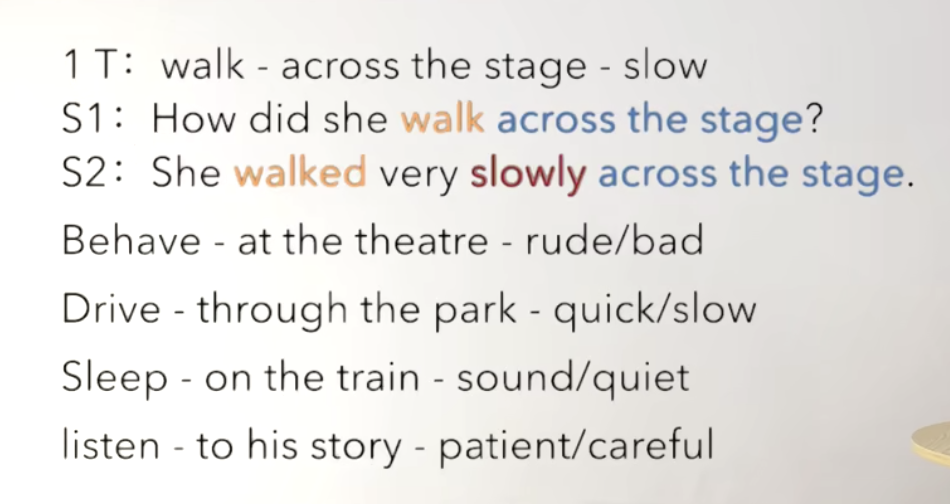 1 T： walk - across the stage - slow
S1： How did she walk across the stage?
S2： She walked very slowly across the stage.
Behave - at the theatre - rude/bad
Drive - through the park - quick/slow
Sleep - on the train - sound/quiet
listen - to his story - patient/careful